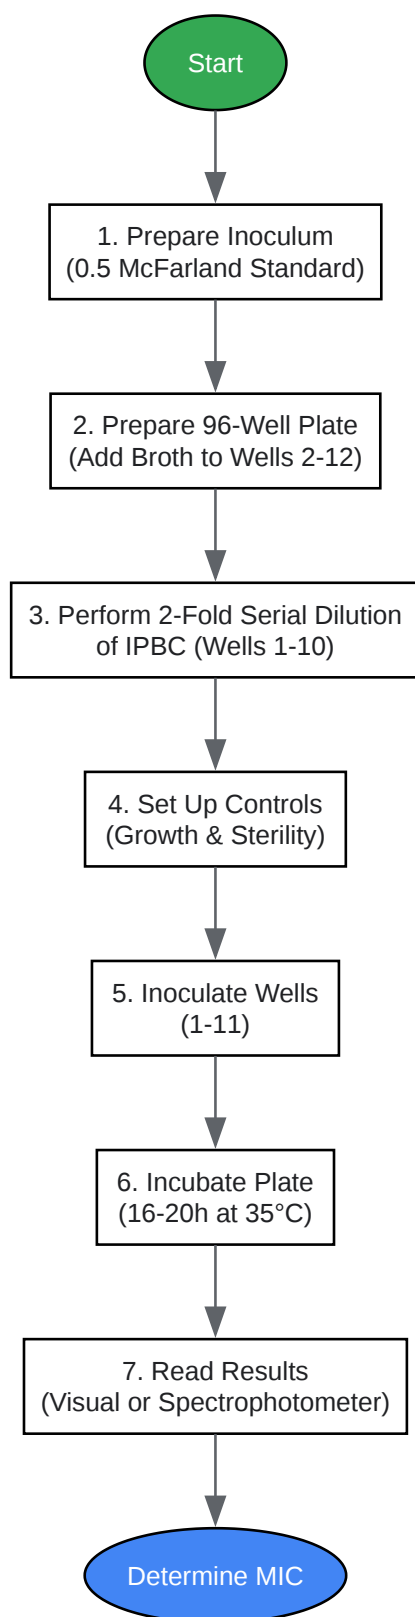 Start
1. Prepare Inoculum
(0.5 McFarland Standard)
2. Prepare 96-Well Plate
(Add Broth to Wells 2-12)
3. Perform 2-Fold Serial Dilution
of IPBC (Wells 1-10)
4. Set Up Controls
(Growth & Sterility)
5. Inoculate Wells
(1-11)
6. Incubate Plate
(16-20h at 35°C)
7. Read Results
(Visual or Spectrophotometer)
Determine MIC